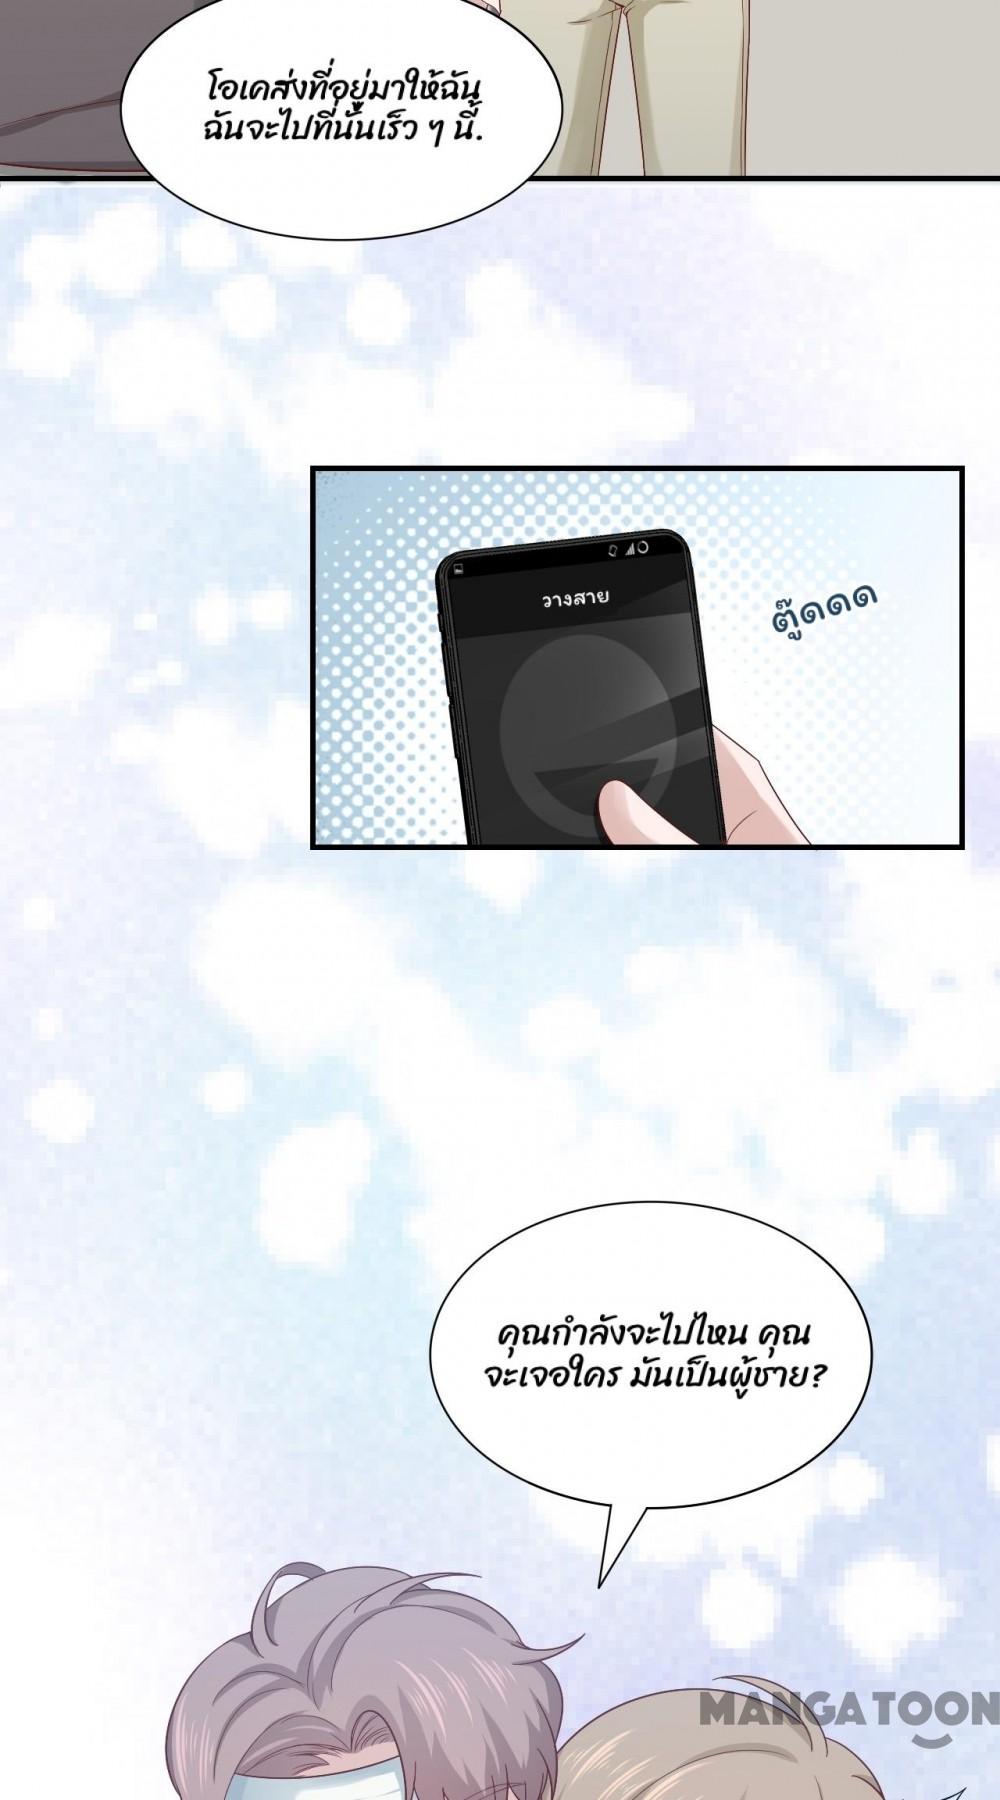 โอเคส่งที่อยู่มาให้ฉัน
ฉันจะไปที่นั่นเร็ว ๆ นี้.
วางสาย
ตู๊ดดด
คุณกำลังจะไปไหน คุณ
จะเจอใคร มันเป็นผู้ชาย?
MANGATOON